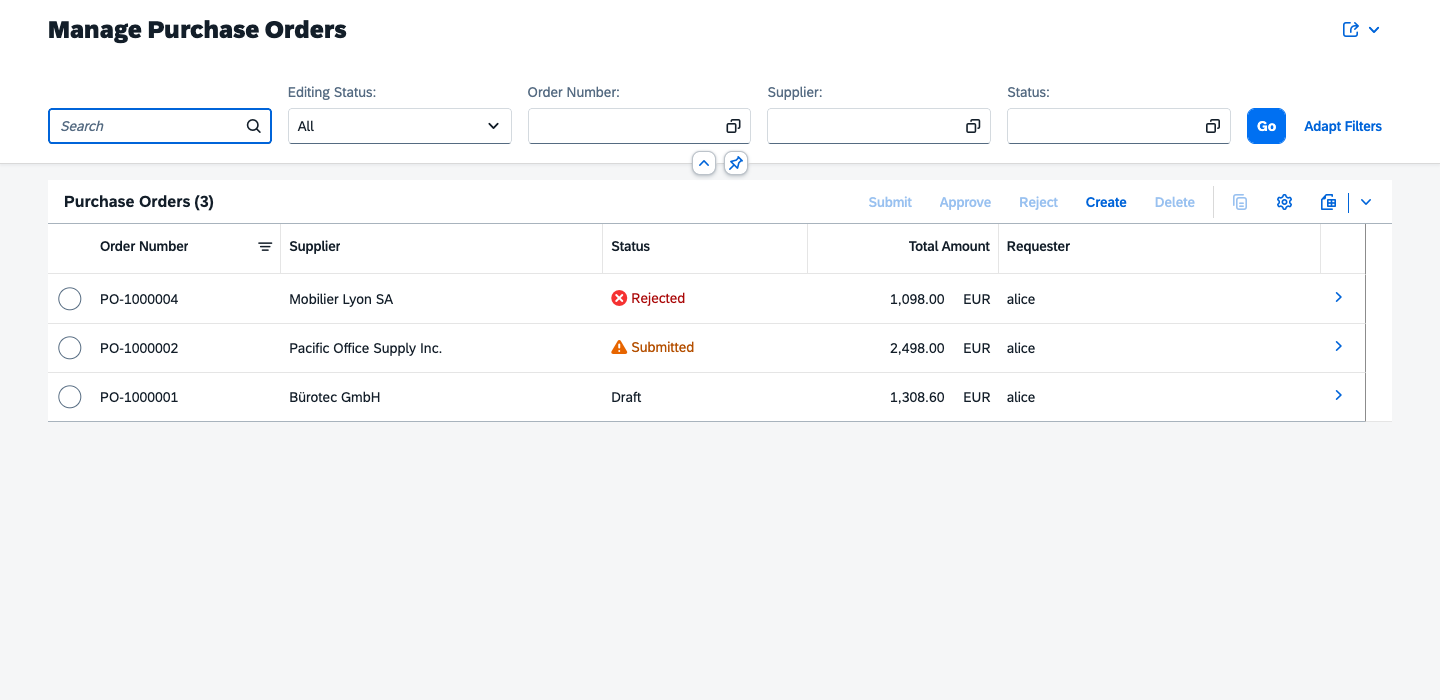 Manage Purchase Orders
Search
Editing Status:
All
Order Number:
Supplier:
Status:
Go
Adapt Filters
Purchase Orders (3)
Submit Approve Reject Create Delete
Order Number Supplier Status Total Amount Requester
PO-1000004 Mobilier Lyon SA Rejected 1,098.00 EUR alice
PO-1000002 Pacific Office Supply Inc. Submitted 2,498.00 EUR alice
PO-1000001 Bürotec GmbH Draft 1,308.60 EUR alice